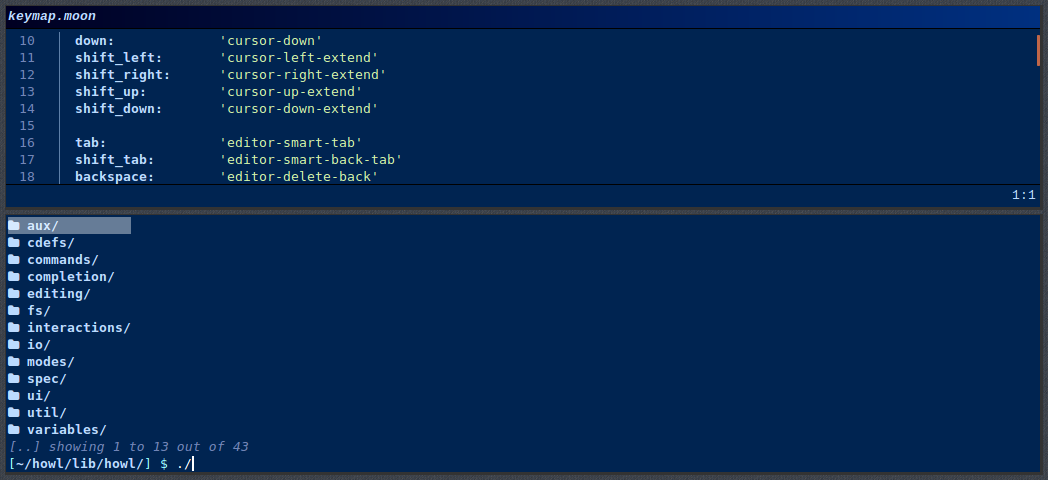 keymap.moon
10 down: 'cursor-down'
11 shift_left: 'cursor-left-extend'
12 shift_right: 'cursor-right-extend'
13 shift_up: 'cursor-up-extend'
14 shift_down: 'cursor-down-extend'
15
16 tab: 'editor-smart-tab'
17 shift_tab: 'editor-smart-back-tab'
18 backspace: 'editor-delete-back'
1:1
aux/
cdefs/
commands/
completion/
editing/
fs/
interactions/
io/
modes/
spec/
ui/
util/
variables/
[..] showing 1 to 13 out of 43
[~/howl/lib/howl/] $ ./